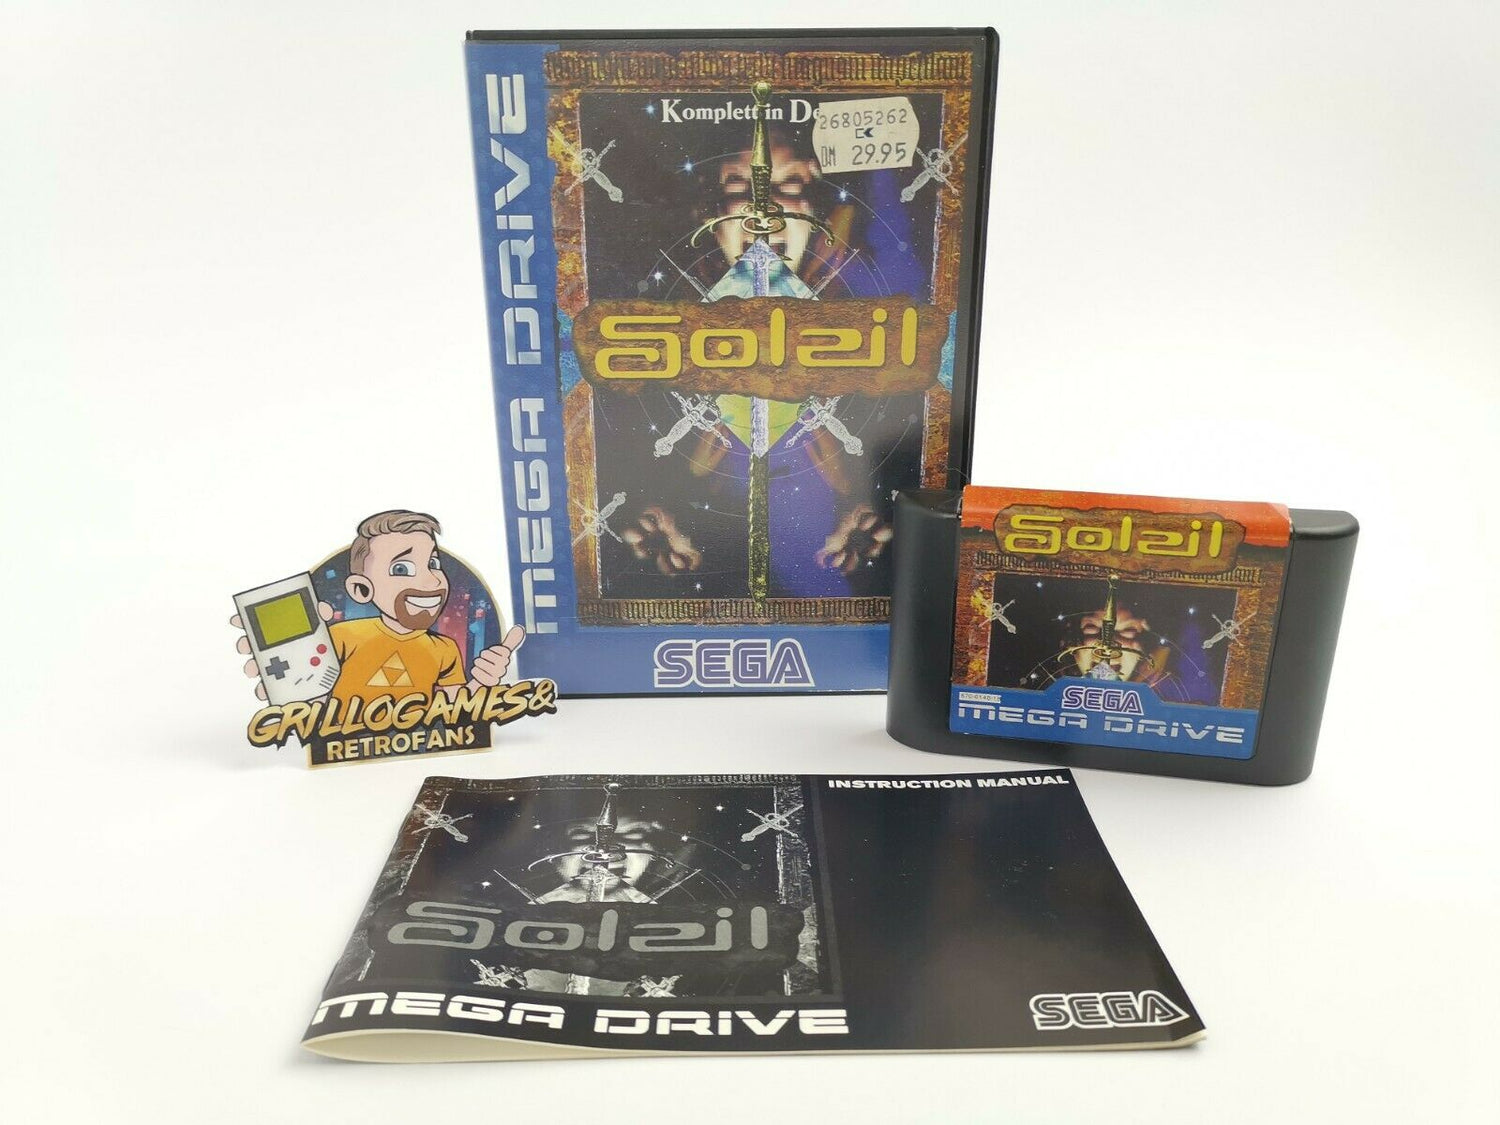 MEGA DRIVE
Komplett in De
26805262
DM 29.95
Soleil
SEGA
GRILLOGAMES&
RETROFANS
Soleil
SEGA
MEGA DRIVE
INSTRUCTION MANUAL
Soleil
MEGA DRIVE
SEGA